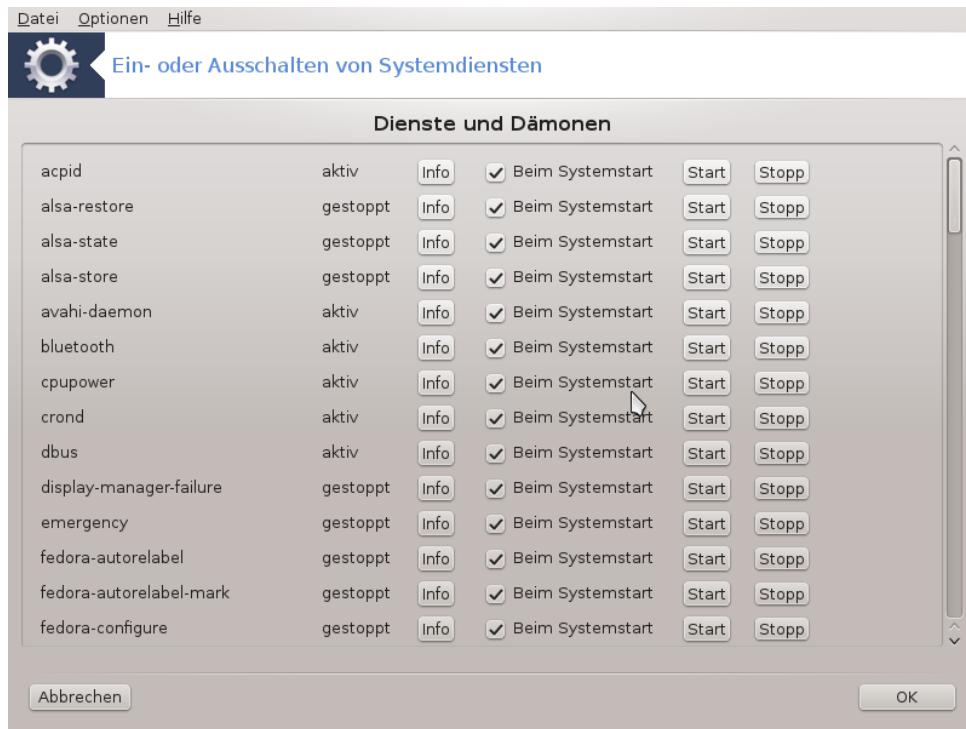 Datei Optionen Hilfe
Ein- oder Ausschalten von Systemdiensten
Dienste und Dämonen
acpid aktiv Info Beim Systemstart Start Stopp
alsa-restore gestoppt Info Beim Systemstart Start Stopp
alsa-state gestoppt Info Beim Systemstart Start Stopp
alsa-store gestoppt Info Beim Systemstart Start Stopp
avahi-daemon aktiv Info Beim Systemstart Start Stopp
bluetooth aktiv Info Beim Systemstart Start Stopp
cpupower aktiv Info Beim Systemstart Start Stopp
crond aktiv Info Beim Systemstart Start Stopp
dbus aktiv Info Beim Systemstart Start Stopp
display-manager-failure gestoppt Info Beim Systemstart Start Stopp
emergency gestoppt Info Beim Systemstart Start Stopp
fedora-autorelabel gestoppt Info Beim Systemstart Start Stopp
fedora-autorelabel-mark gestoppt Info Beim Systemstart Start Stopp
fedora-configure gestoppt Info Beim Systemstart Start Stopp
Abbrechen OK